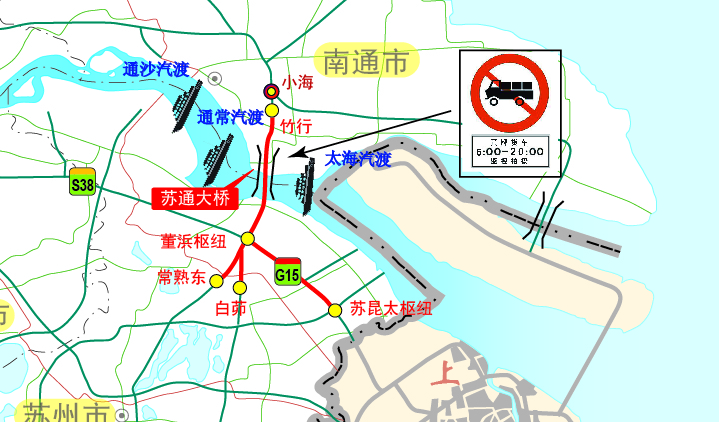 通沙汽渡
小海
南通市
通常汽渡
竹行
6:00-20:00
太海汽渡
S38
苏通大桥
董浜枢纽
常熟东
G15
白茆
苏昆太枢纽
市
上
苏州市